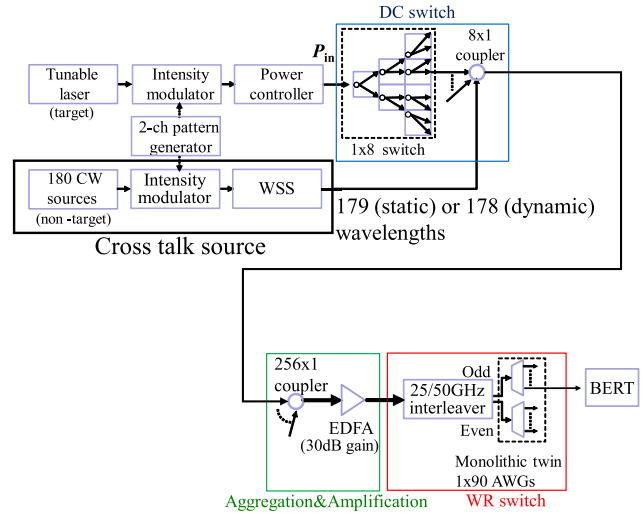 DC switch
8x1
coupler
Pin
Tunable
laser
(target)
Intensity
modulator
Power
controller
1x8 switch
2-ch pattern
generator
180 CW
sources
(non -target)
Intensity
modulator
WSS
179 (static) or 178 (dynamic)
wavelengths
Cross talk source
256x1
coupler
EDFA
(30dB gain)
Aggregation&Amplification
25/50GHz
interleaver
Odd
Even
BERT
Monolithic twin
1x90 AWGs
WR switch